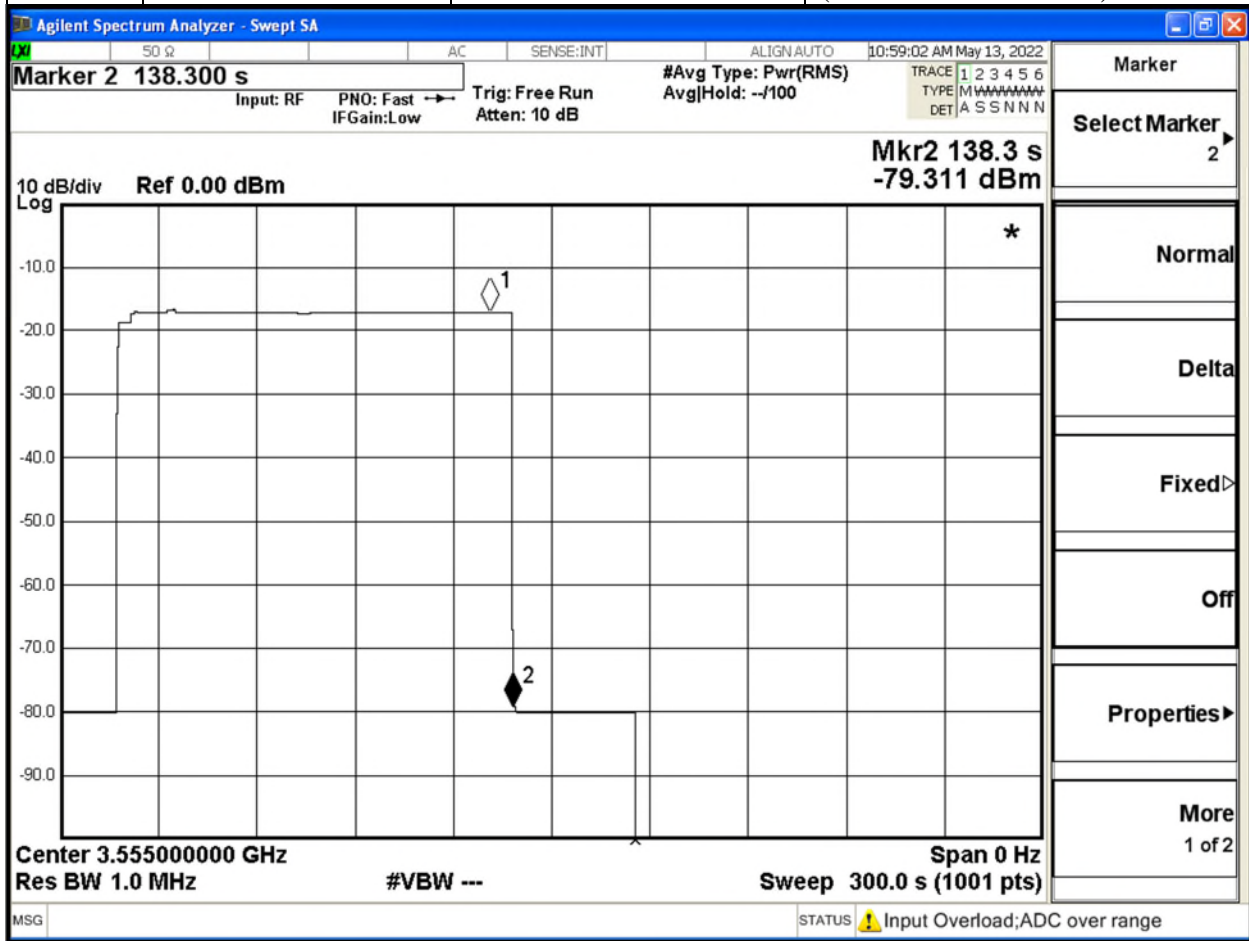 Agilent Spectrum Analyzer - Swept SA
LXI 50 Ω AC SENSE:INT ALIGN AUTO 10:59:02 AM May 13, 2022
Marker 2 138.300 s
Input: RF PNO: Fast Trig: Free Run
IFGain:Low Atten: 10 dB
#Avg Type: Pwr(RMS)
Avg|Hold: --/100
TRACE 1 2 3 4 5 6
TYPE M WWWWW
DET A S S N N N
Mkr2 138.3 s
-79.311 dBm
10 dB/div Ref 0.00 dBm
Log
*
-10.0
1
-20.0
-30.0
-40.0
-50.0
-60.0
-70.0
2
-80.0
-90.0
Center 3.555000000 GHz Span 0 Hz
Res BW 1.0 MHz #VBW --- Sweep 300.0 s (1001 pts)
MSG STATUS Input Overload;ADC over range
Marker
Select Marker
2
Normal
Delta
Fixed
Off
Properties
More
1 of 2